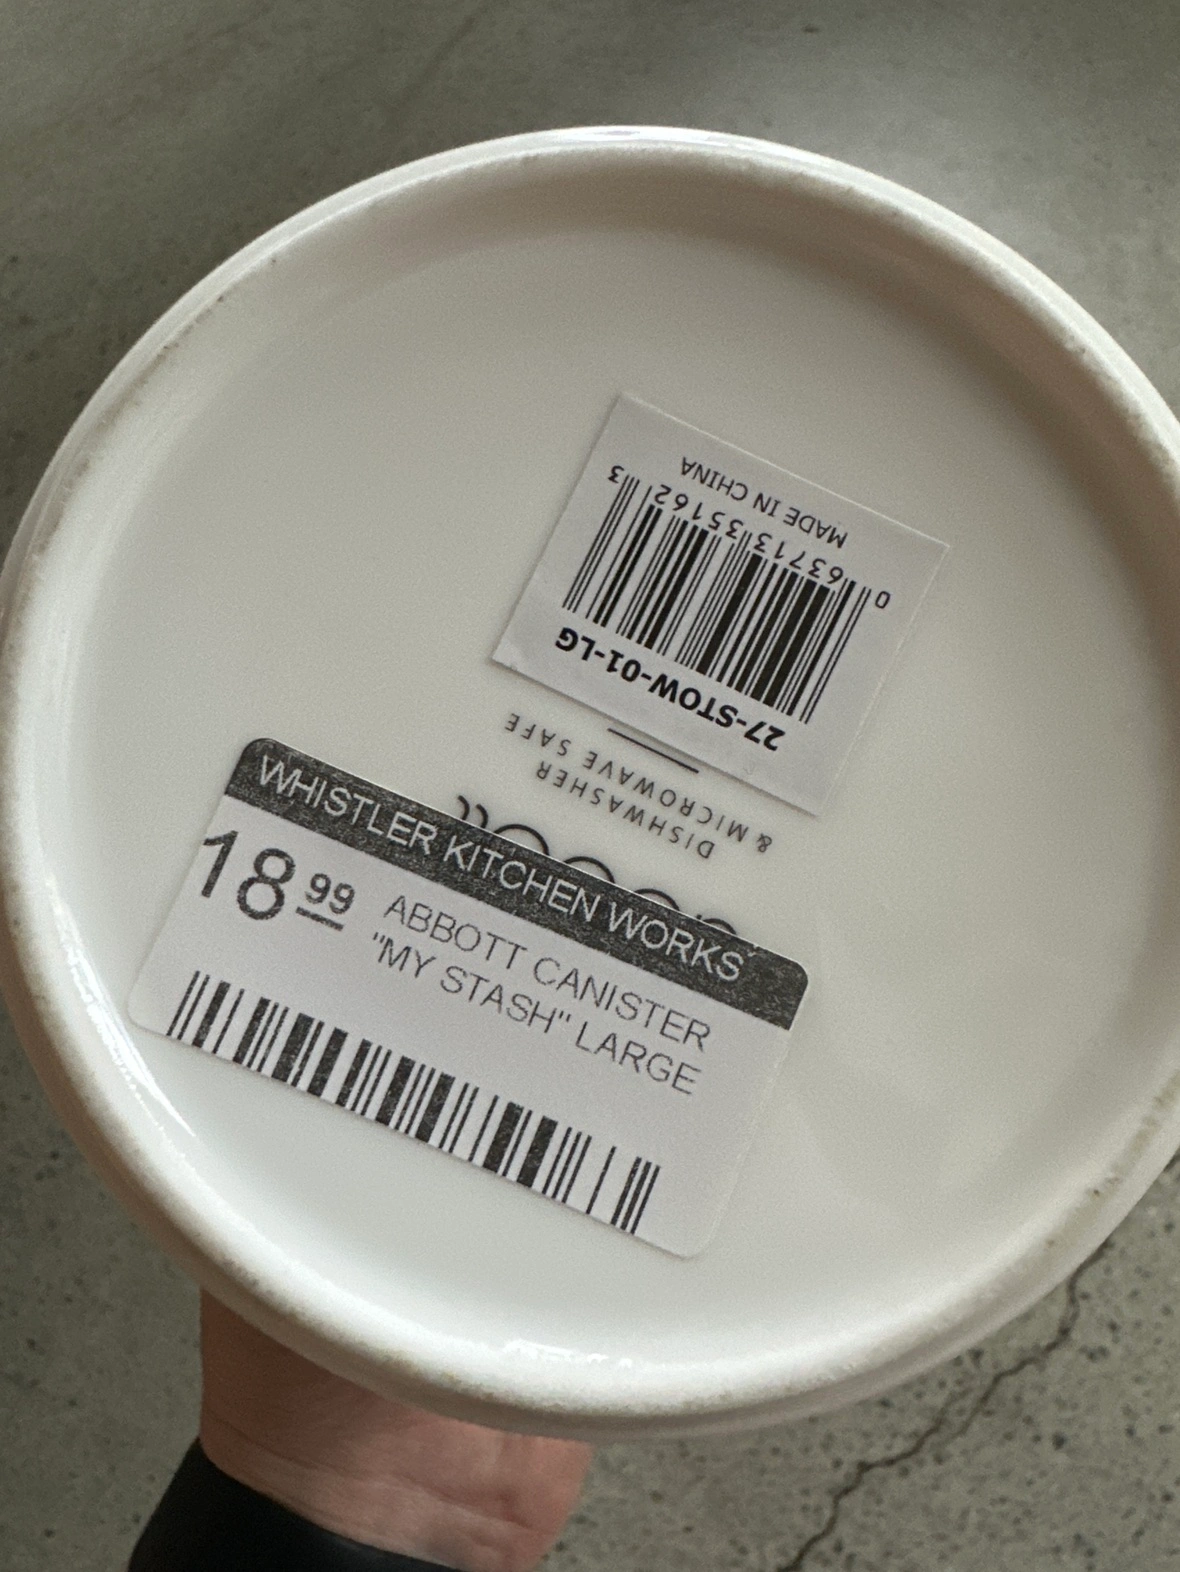 WHISTLER KITCHEN WORKS
18.99
ABBOTT CANISTER
"MY STASH" LARGE
DISHWASHER
& MICROWAVE SAFE
27-STOW-01-LG
0 63713 35162 3
MADE IN CHINA